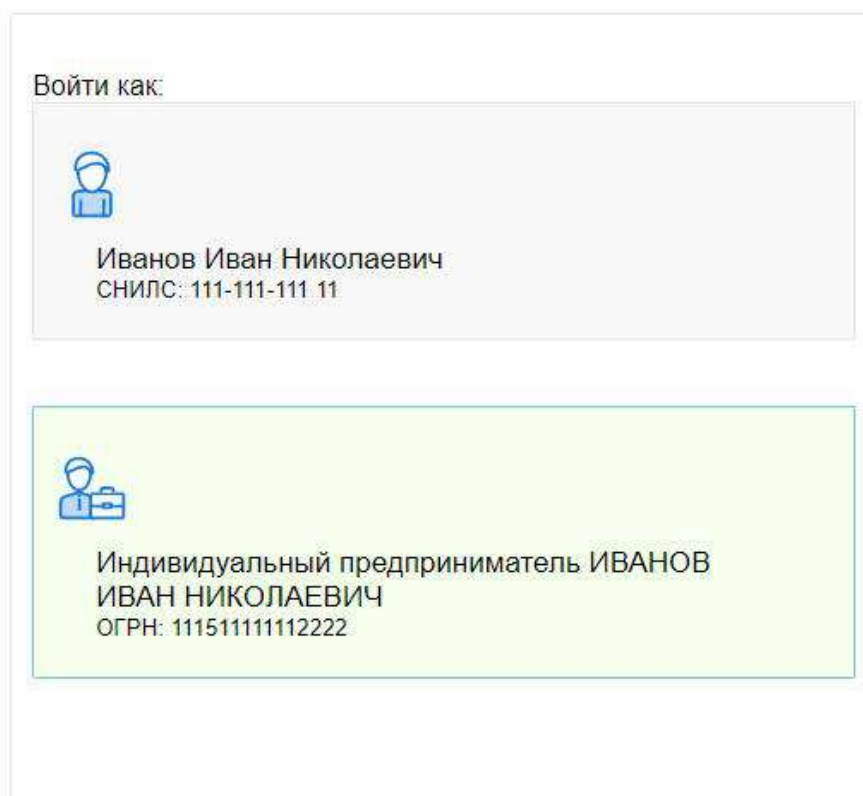 Войти как:
Иванов Иван Николаевич
СНИЛС: 111-111-111 11
Индивидуальный предприниматель ИВАНОВ
ИВАН НИКОЛАЕВИЧ
ОГРН: 111511111112222